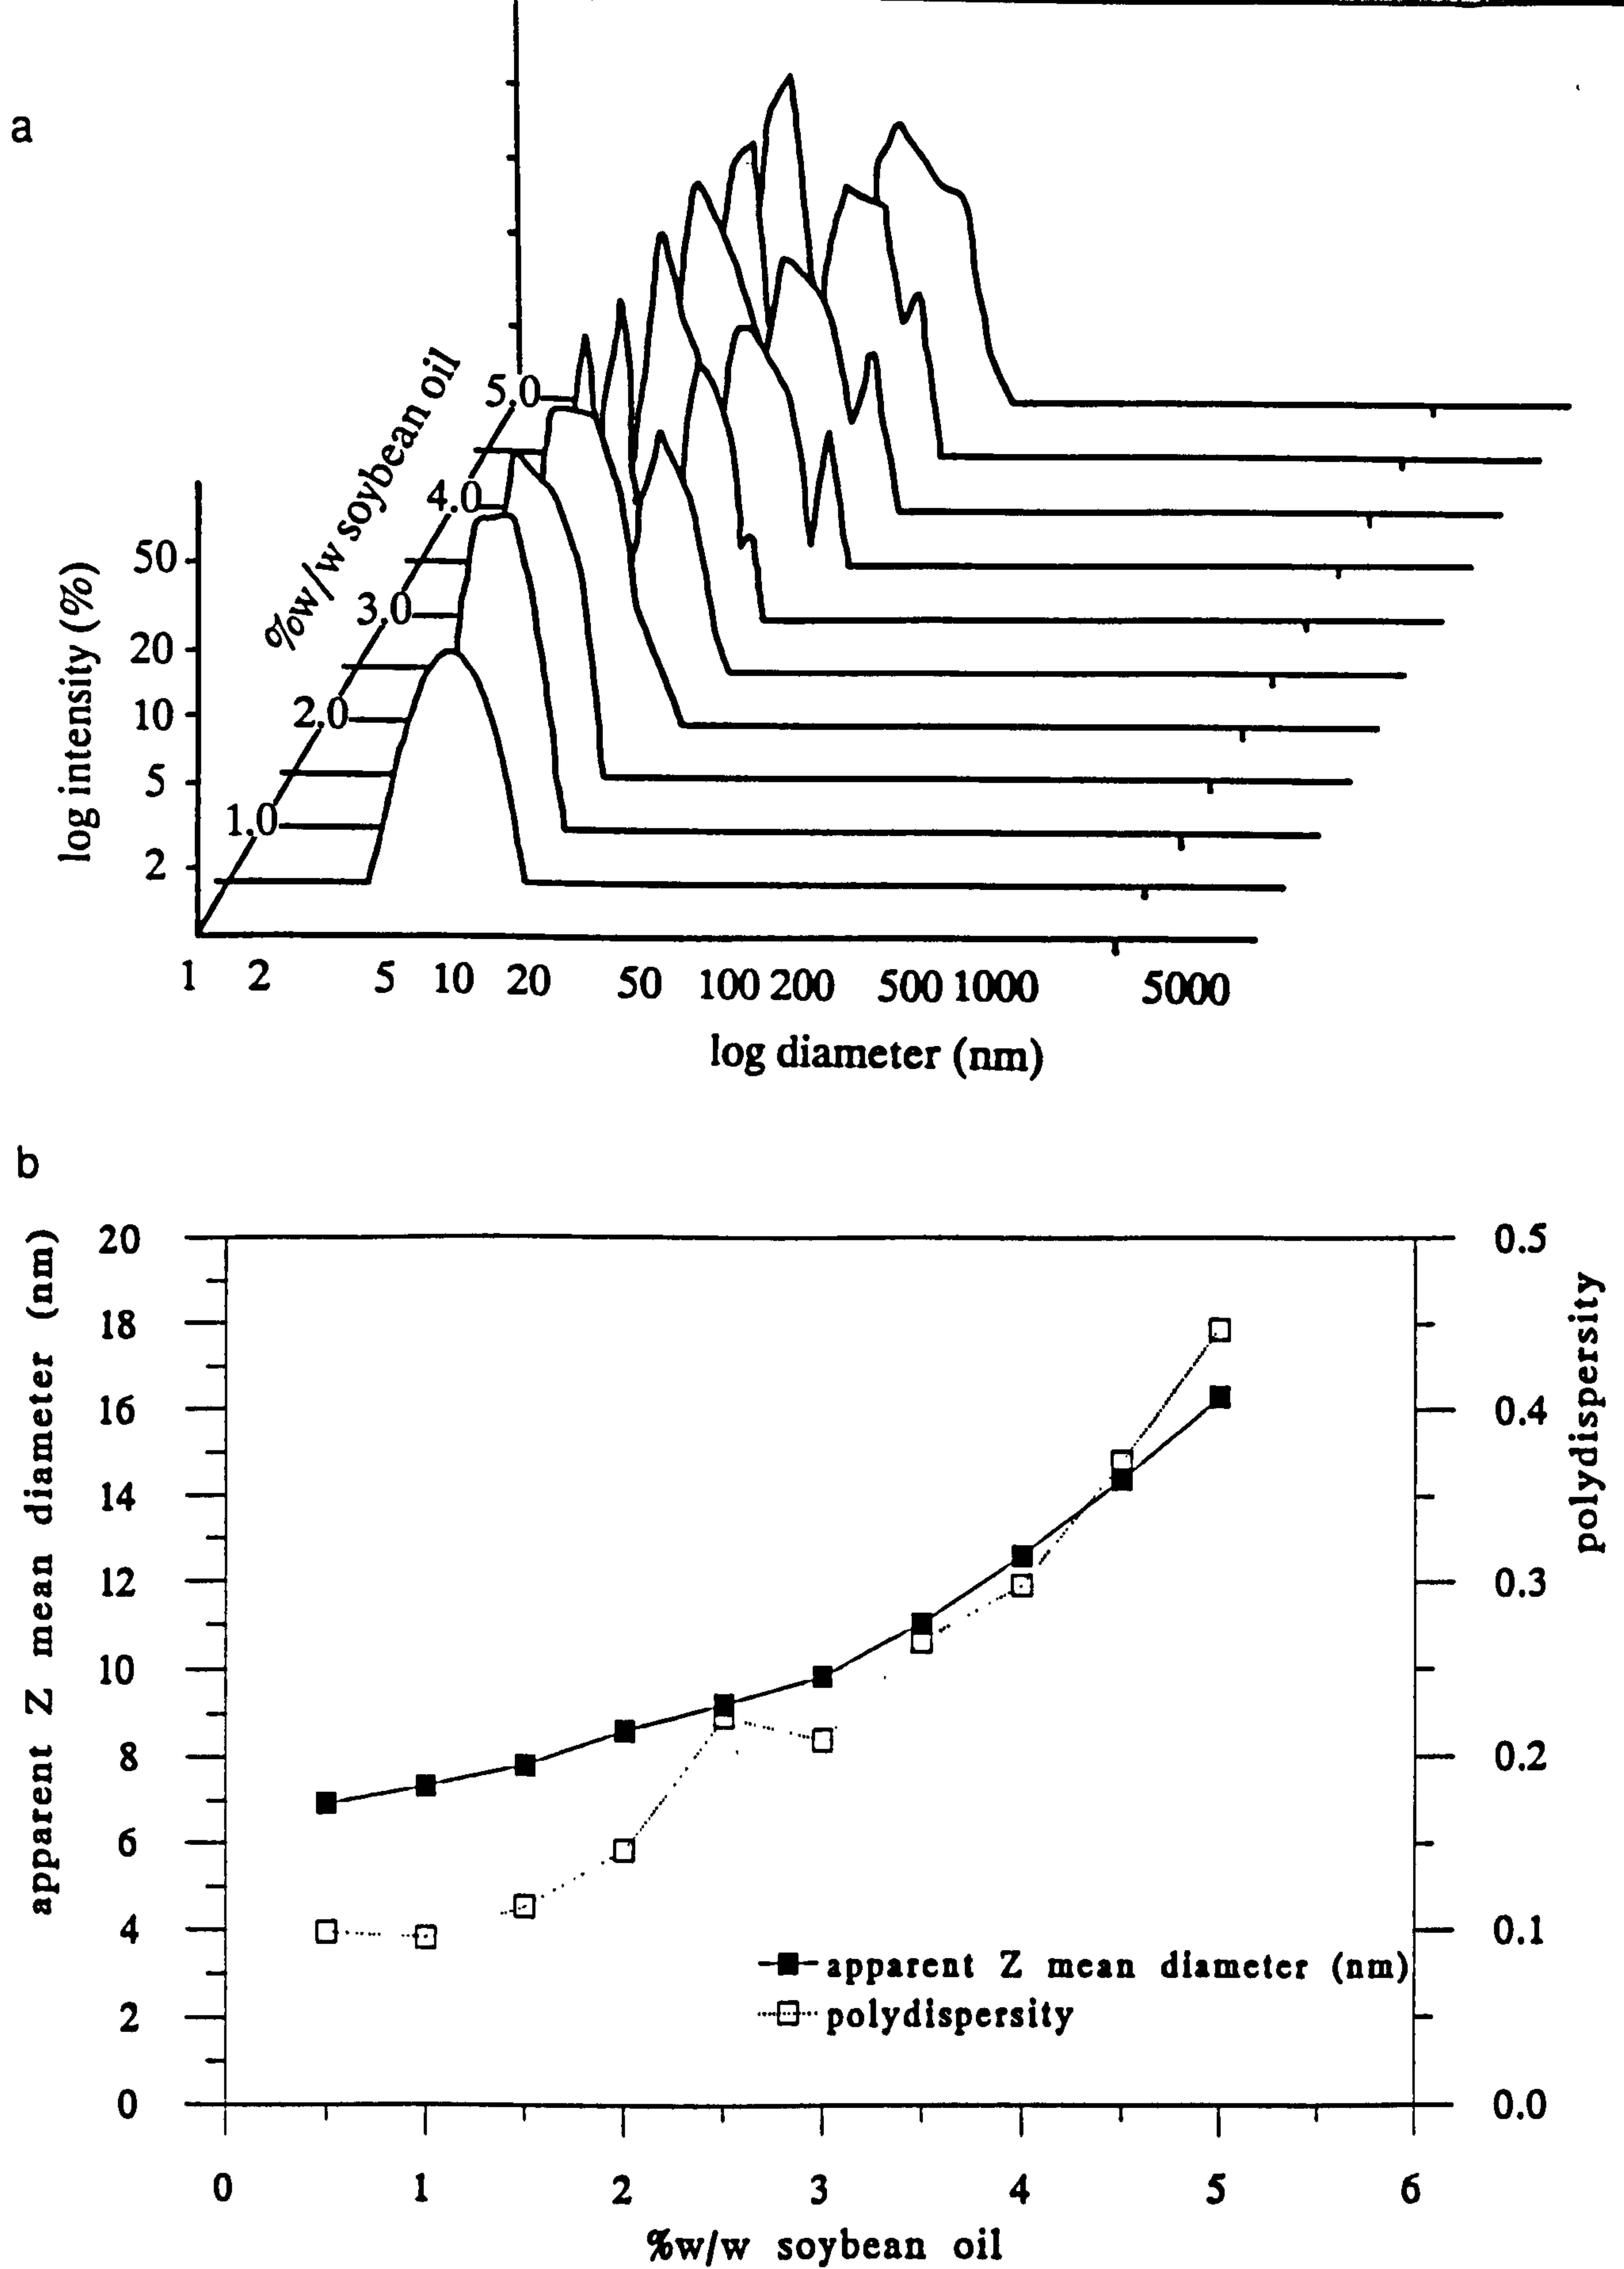 a
%w/w soybean oil
5.0
4.0
3.0
2.0
1.0
log intensity (%)
50
20
10
5
2
1 2 5 10 20 50 100 200 500 1000 5000
log diameter (nm)
b
apparent Z mean diameter (nm)
20
18
16
14
12
10
8
6
4
2
0
polydispersity
0.5
0.4
0.3
0.2
0.1
0.0
apparent Z mean diameter (nm)
polydispersity
0 1 2 3 4 5 6
%w/w soybean oil